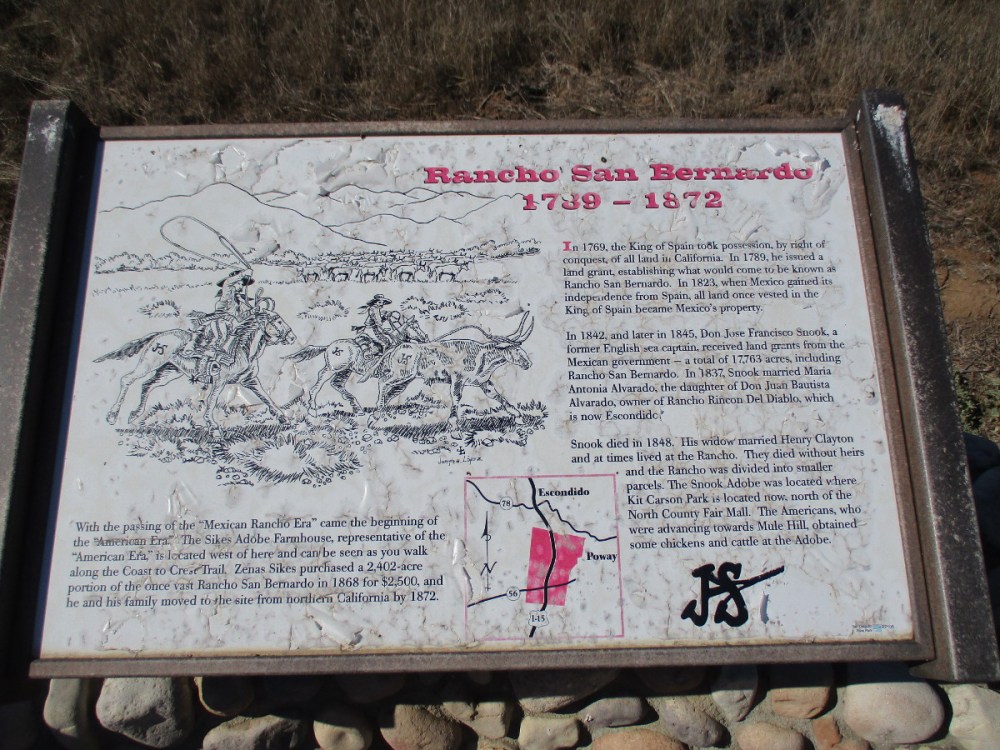 Rancho San Bernardo
1789 – 1872
In 1769, the King of Spain took possession, by right of
conquest, of all land in California. In 1789, he issued a
land grant, establishing what would come to be known as
Rancho San Bernardo. In 1823, when Mexico gained its
independence from Spain, all land once vested in the
King of Spain became Mexico's property.
In 1842, and later in 1845, Don Jose Francisco Snook, a
former English sea captain, received land grants from the
Mexican government – a total of 17,763 acres, including
Rancho San Bernardo. In 1837, Snook married Maria
Antonia Alvarado, the daughter of Don Juan Bautista
Alvarado, owner of Rancho Rincon Del Diablo, which
is now Escondido.
Snook died in 1848. His widow married Henry Clayton
and at times lived at the Rancho. They died without heirs
and the Rancho was divided into smaller
parcels. The Snook Adobe was located where
Kit Carson Park is located now, north of the
North County Fair Mall. The Americans, who
were advancing towards Mule Hill, obtained
some chickens and cattle at the Adobe.
With the passing of the "Mexican Rancho Era" came the beginning of
the "American Era." The Sikes Adobe Farmhouse, representative of the
"American Era," is located west of here and can be seen as you walk
along the Coast to Crest Trail. Zenas Sikes purchased a 2,402-acre
portion of the once vast Rancho San Bernardo in 1868 for $2,500, and
he and his family moved to the site from northern California by 1872.
Escondido
78
Poway
N
56
I-15
JS